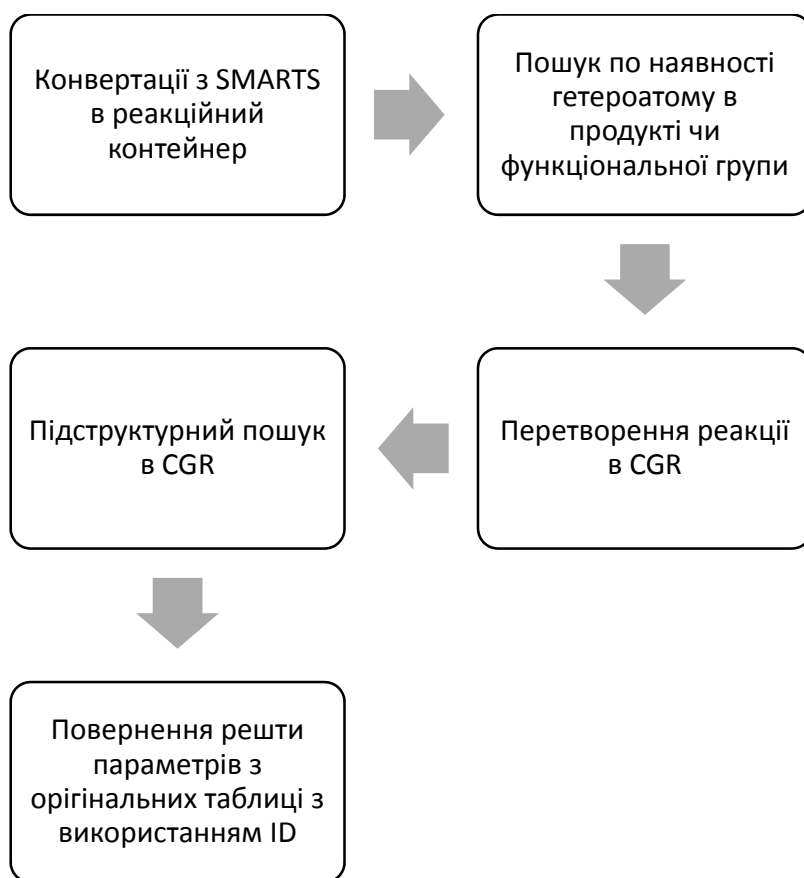 Конвертації з SMARTS
в реакційний
контейнер
Пошук по наявності
гетероатому в
продукті чи
функціональної групи
Перетворення реакції
в CGR
Підструктурний пошук
в CGR
Повернення решти
параметрів з
орігінальних таблиці з
використанням ID